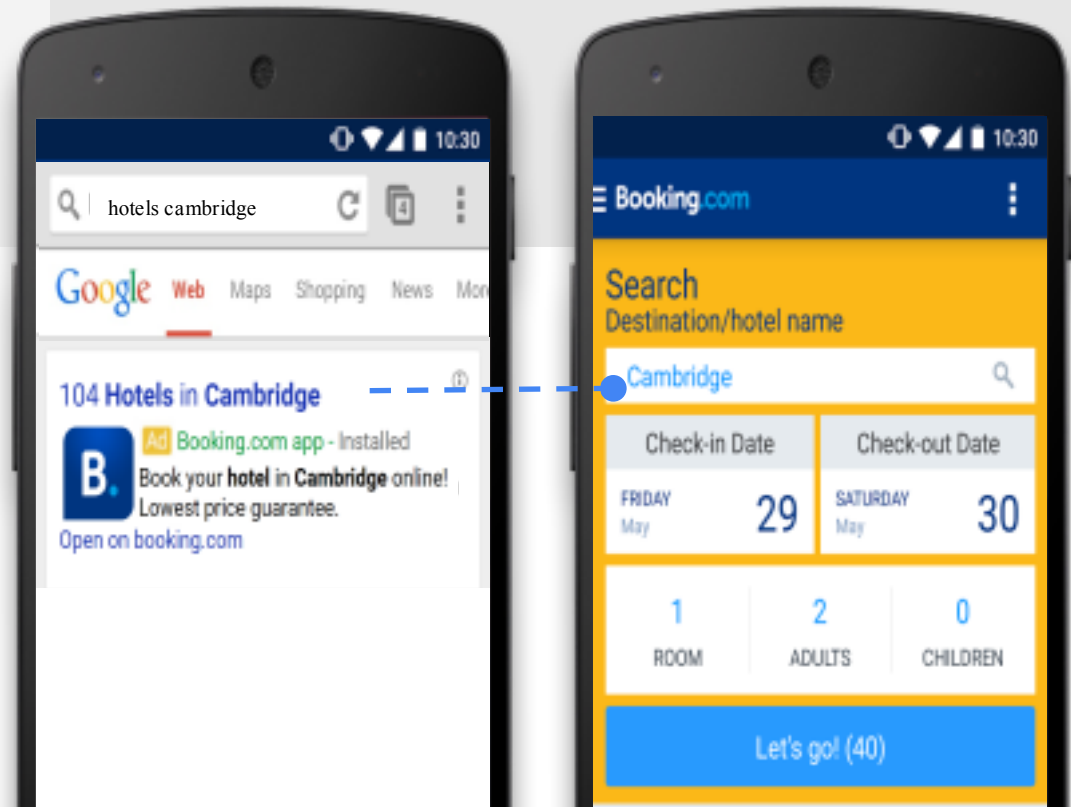 10:30
hotels cambridge
4
Google Web Maps Shopping News Mor
104 Hotels in Cambridge
B.
Ad Booking.com app - Installed
Book your hotel in Cambridge online!
Lowest price guarantee.
Open on booking.com
10:30
Booking.com
Search
Destination/hotel name
Cambridge
Check-in Date Check-out Date
FRIDAY
May
29
SATURDAY
May
30
1 2 0
ROOM ADULTS CHILDREN
Let's go! (40)